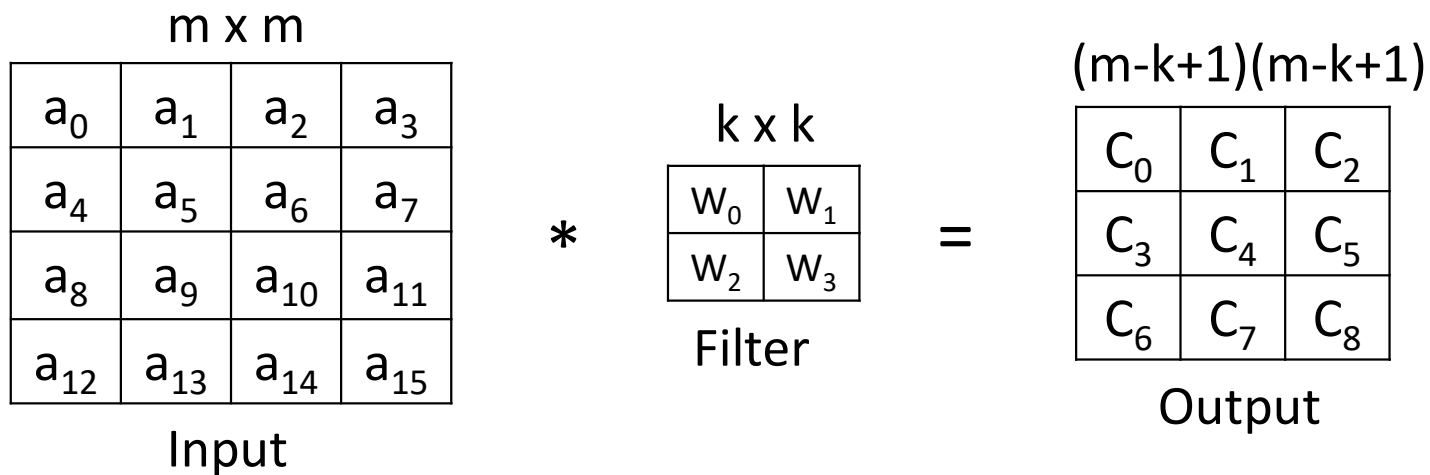 m x m
a₀ a₁ a₂ a₃
a₄ a₅ a₆ a₇
a₈ a₉ a₁₀ a₁₁
a₁₂ a₁₃ a₁₄ a₁₅
Input
*
k x k
W₀ W₁
W₂ W₃
Filter
=
(m-k+1)(m-k+1)
C₀ C₁ C₂
C₃ C₄ C₅
C₆ C₇ C₈
Output